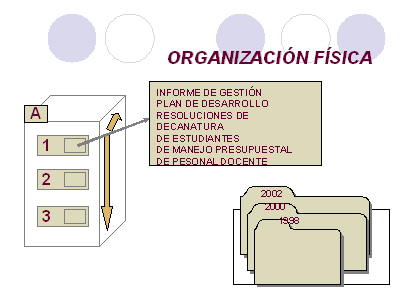 ORGANIZACIÓN FÍSICA
INFORME DE GESTIÓN
PLAN DE DESARROLLO
RESOLUCIONES DE
DECANATURA
DE ESTUDIANTES
DE MANEJO PRESUPUESTAL
DE PESONAL DOCENTE
A
1
2
3
2002
2000
1998